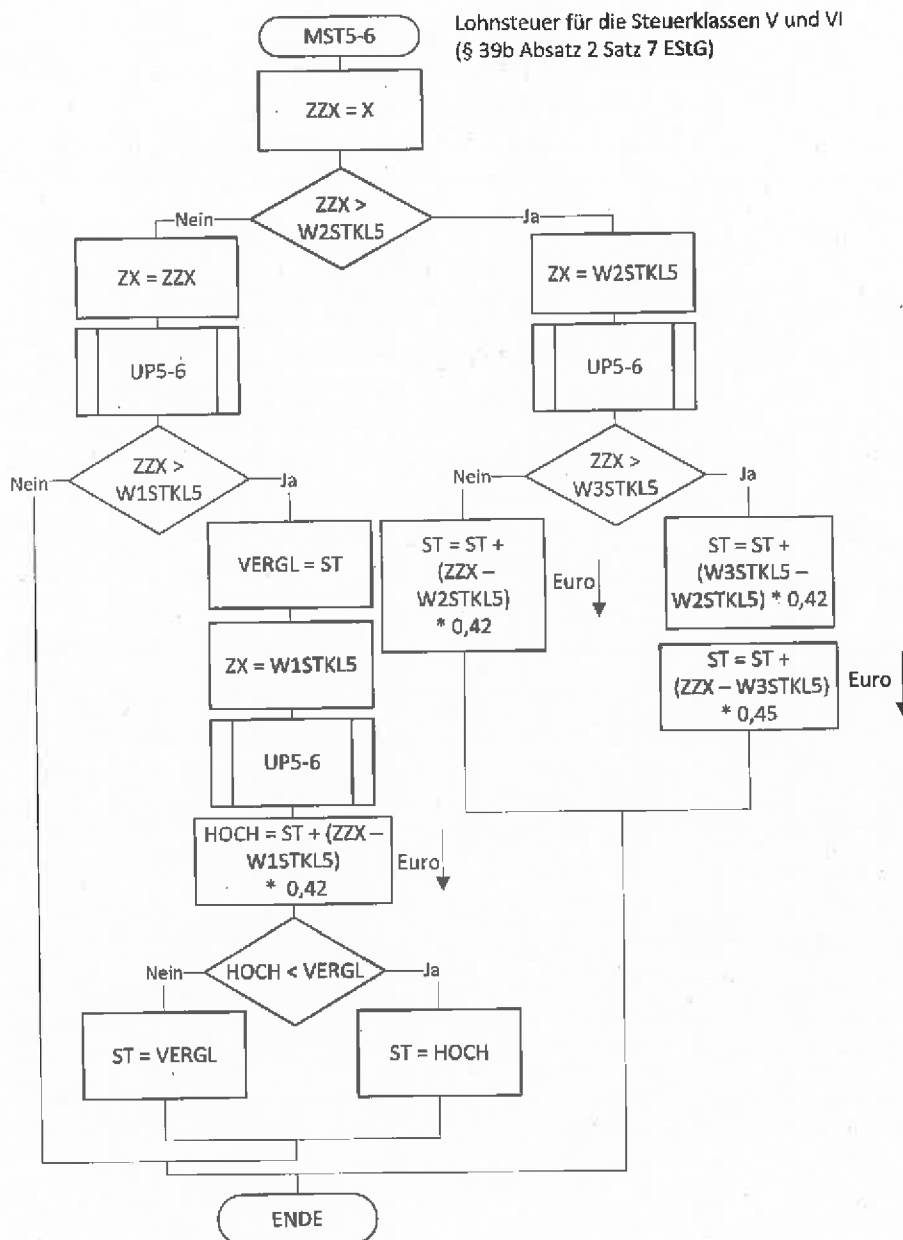 MST5-6
Lohnsteuer für die Steuerklassen V und VI
(§ 39b Absatz 2 Satz 7 EStG)
ZZX = X
ZZX >
W2STKL5
Nein
Ja
ZX = ZZX
ZX = W2STKL5
UP5-6
UP5-6
ZZX >
W1STKL5
Nein
Ja
ZZX >
W3STKL5
Nein
Ja
VERGL = ST
ST = ST +
(ZZX –
W2STKL5)
* 0,42
Euro
ST = ST +
(W3STKL5 –
W2STKL5) * 0,42
ZX = W1STKL5
ST = ST +
(ZZX – W3STKL5)
* 0,45
Euro
UP5-6
HOCH = ST + (ZZX –
W1STKL5)
* 0,42
Euro
HOCH < VERGL
Nein
Ja
ST = VERGL
ST = HOCH
ENDE